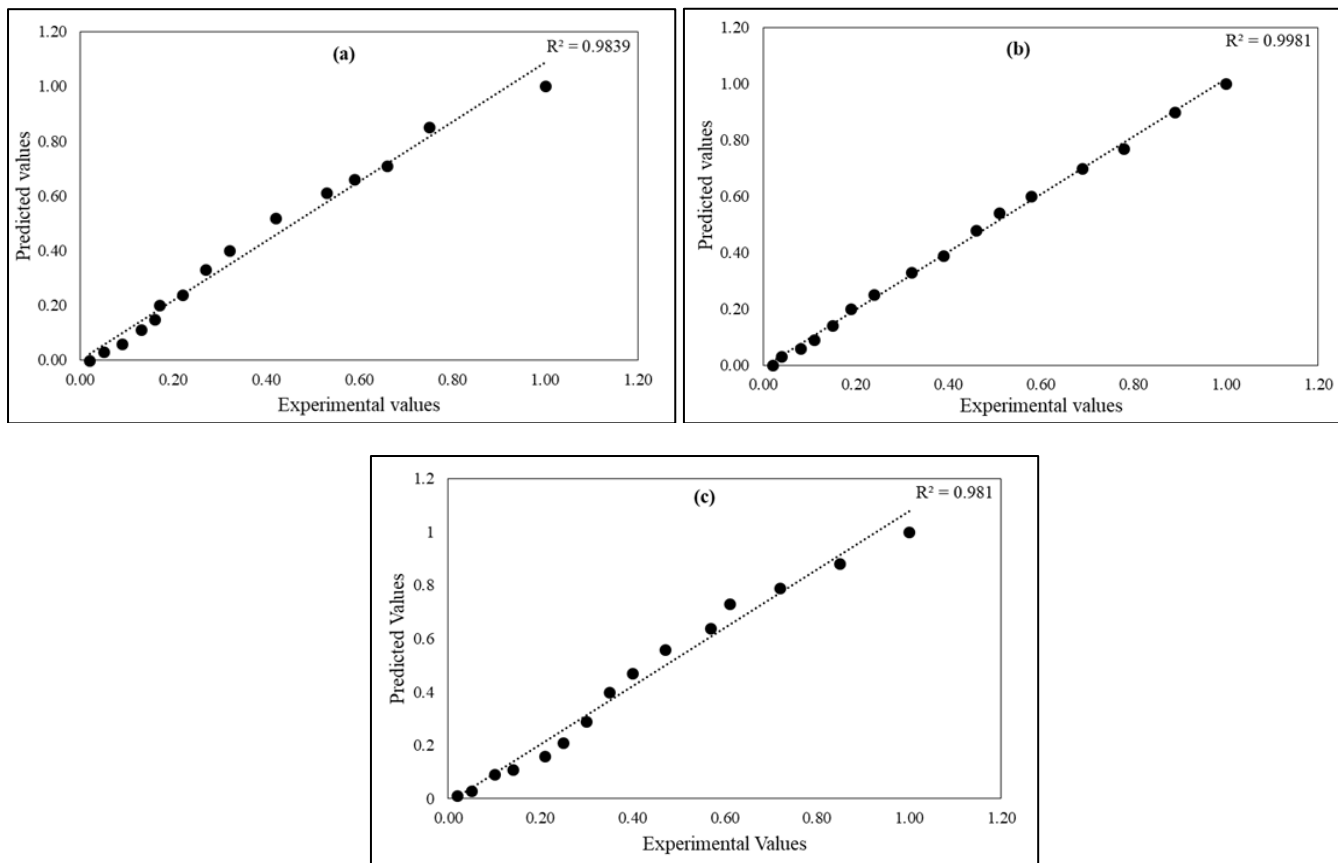 1.20
(a)
R² = 0.9839
1.00
0.80
0.60
0.40
0.20
0.00
Predicted values
0.00 0.20 0.40 0.60 0.80 1.00 1.20
Experimental values
1.20
(b)
R² = 0.9981
1.00
0.80
0.60
0.40
0.20
0.00
Predicted values
0.00 0.20 0.40 0.60 0.80 1.00 1.20
Experimental values
1.2
(c)
R² = 0.981
1
0.8
0.6
0.4
0.2
0
Predicted Values
0.00 0.20 0.40 0.60 0.80 1.00 1.20
Experimental Values